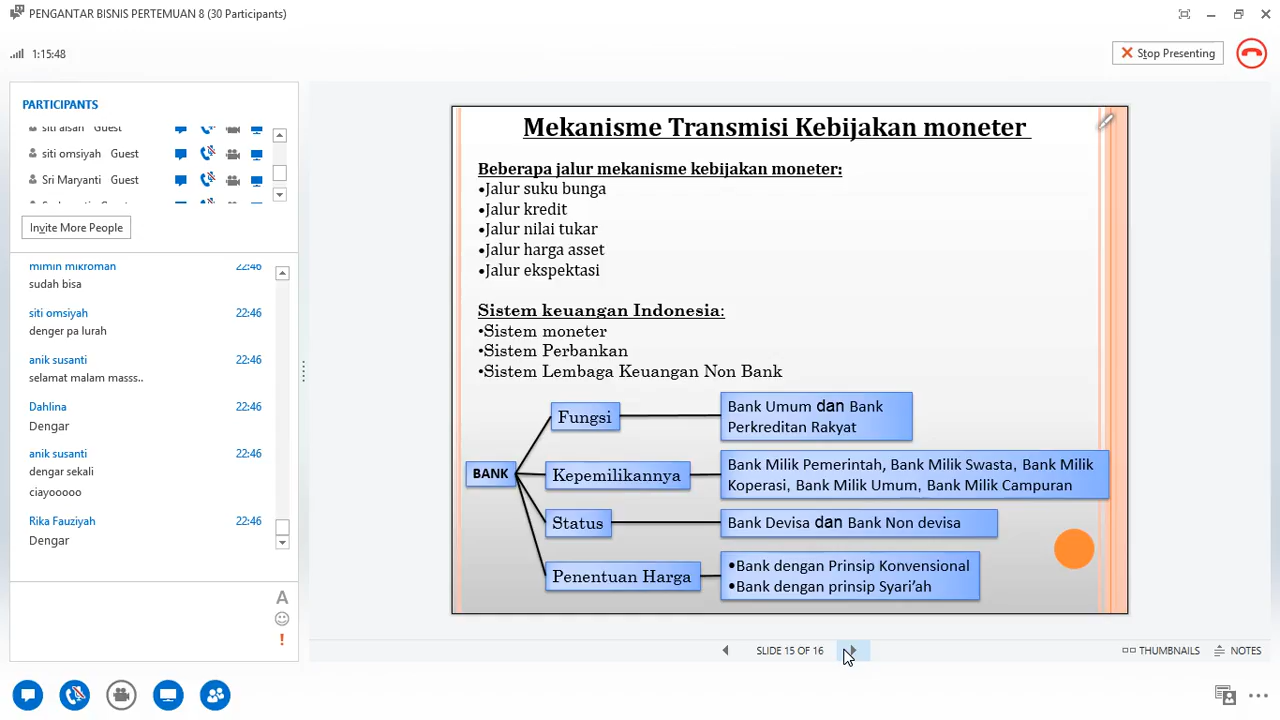 PENGANTAR BISNIS PERTEMUAN 8 (30 Participants)
1:15:48
Stop Presenting
PARTICIPANTS
siti aisah Guest
siti omsiyah Guest
Sri Maryanti Guest
Guest
Invite More People
mimin mikroman 22:46
sudah bisa
siti omsiyah 22:46
denger pa lurah
anik susanti 22:46
selamat malam masss..
Dahlina 22:46
Dengar
anik susanti 22:46
dengar sekali
ciayooooo
Rika Fauziyah 22:46
Dengar
A
!
Mekanisme Transmisi Kebijakan moneter
Beberapa jalur mekanisme kebijakan moneter:
•Jalur suku bunga
•Jalur kredit
•Jalur nilai tukar
•Jalur harga asset
•Jalur ekspektasi
Sistem keuangan Indonesia:
•Sistem moneter
•Sistem Perbankan
•Sistem Lembaga Keuangan Non Bank
BANK
Fungsi
Bank Umum dan Bank
Perkreditan Rakyat
Kepemilikannya
Bank Milik Pemerintah, Bank Milik Swasta, Bank Milik
Koperasi, Bank Milik Umum, Bank Milik Campuran
Status
Bank Devisa dan Bank Non devisa
Penentuan Harga
•Bank dengan Prinsip Konvensional
•Bank dengan prinsip Syari’ah
SLIDE 15 OF 16
THUMBNAILS
NOTES